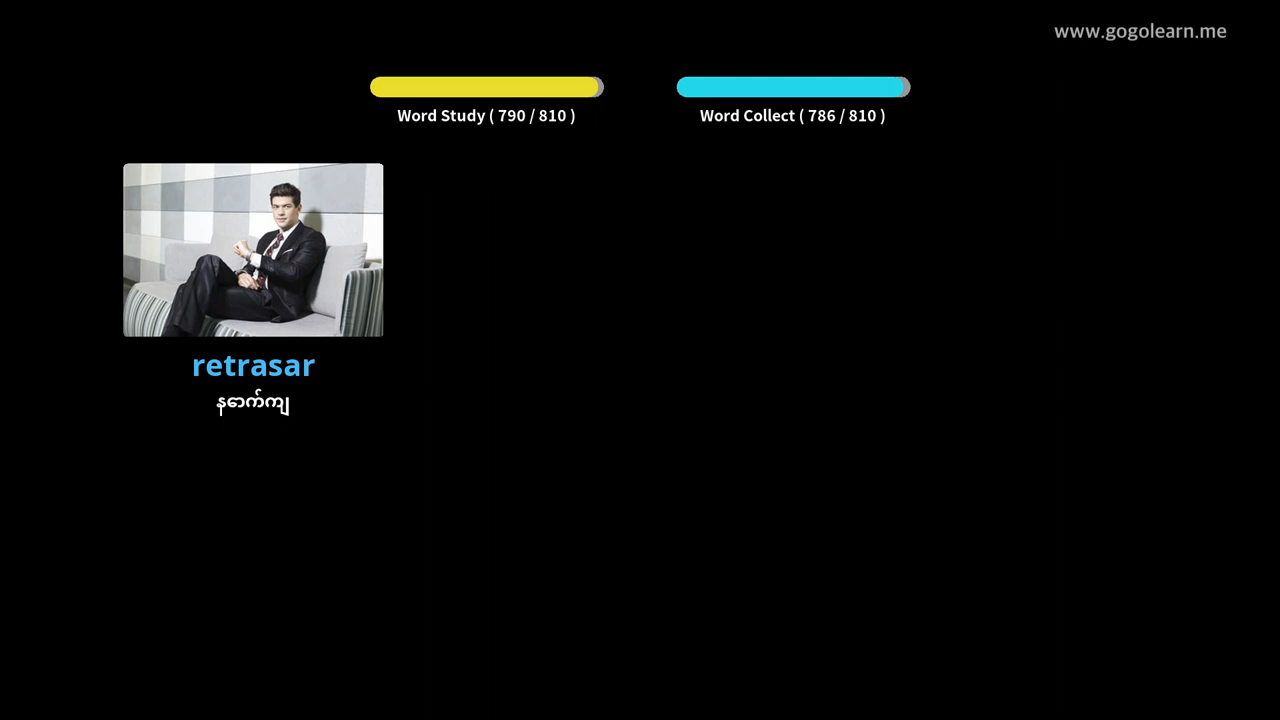 www.gogolearn.me
Word Study ( 790 / 810 )
Word Collect ( 786 / 810 )
retrasar
နောက်ကျ